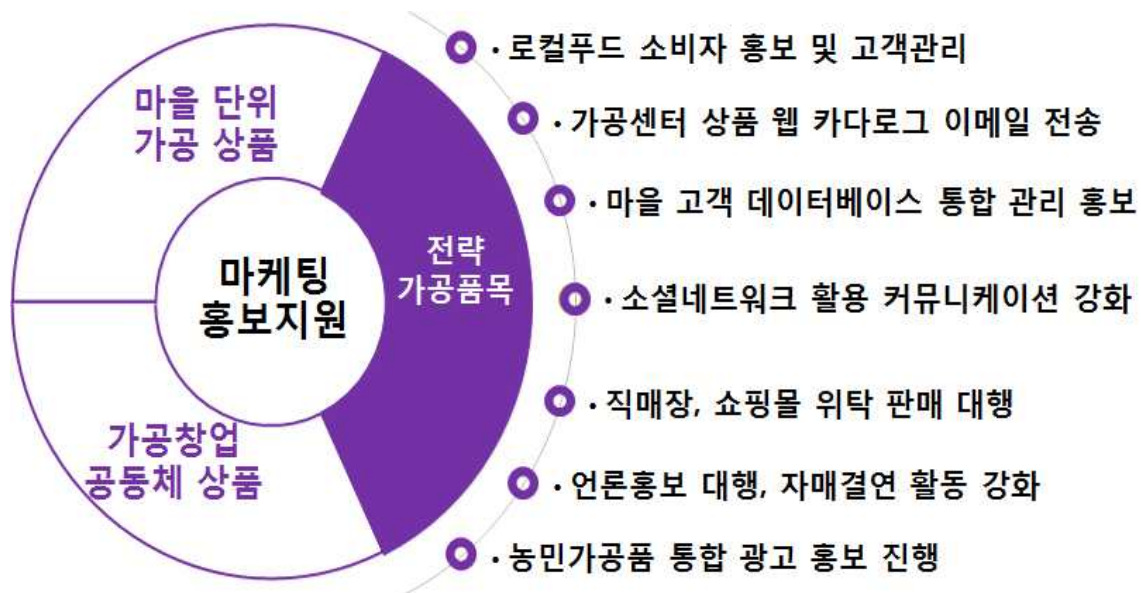 마을 단위
가공 상품
전략
가공품목
마케팅
홍보지원
가공창업
공동체 상품
· 로컬푸드 소비자 홍보 및 고객관리
· 가공센터 상품 웹 카다로그 이메일 전송
· 마을 고객 데이터베이스 통합 관리 홍보
· 소셜네트워크 활용 커뮤니케이션 강화
· 직매장, 쇼핑몰 위탁 판매 대행
· 언론홍보 대행, 자매결연 활동 강화
· 농민가공품 통합 광고 홍보 진행